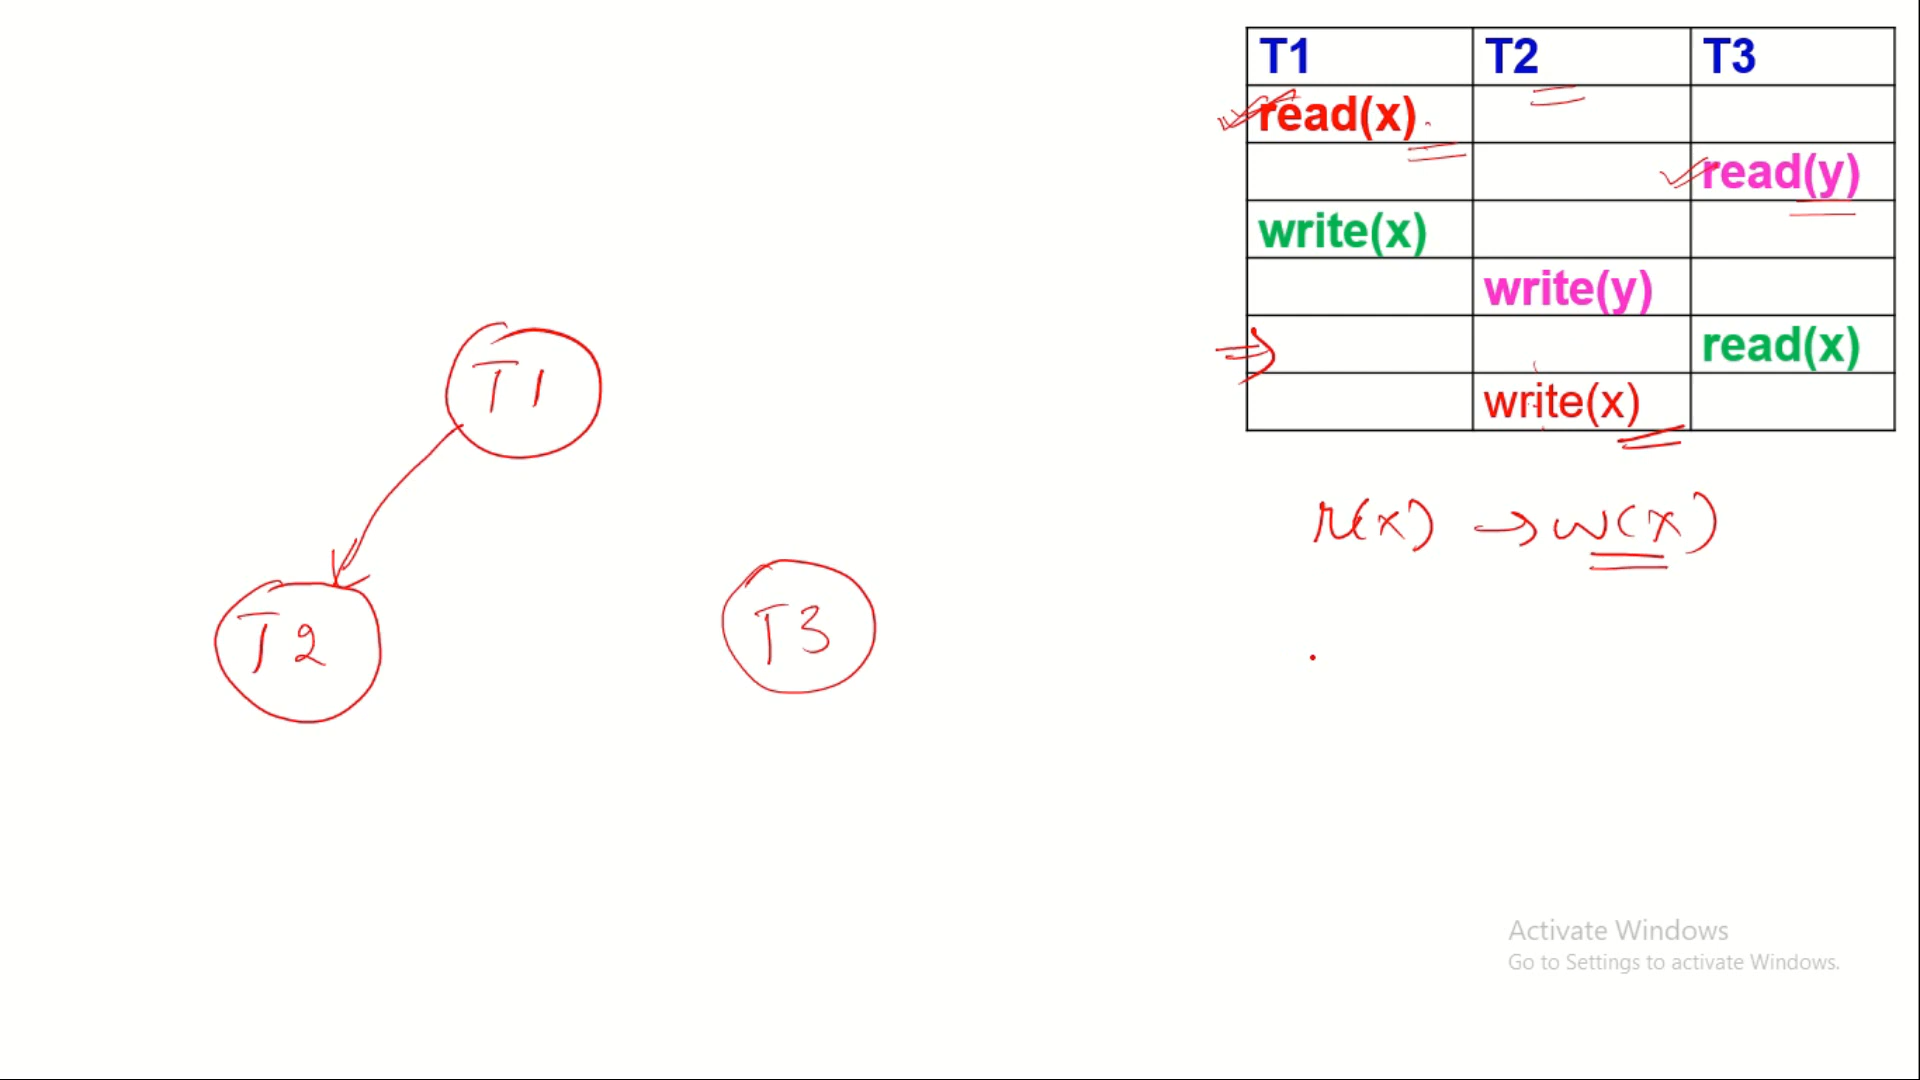 T1 T2 T3
read(x)
read(y)
write(x)
write(y)
read(x)
write(x)
r(x) → w(x)
T1
T2
T3
Activate Windows
Go to Settings to activate Windows.